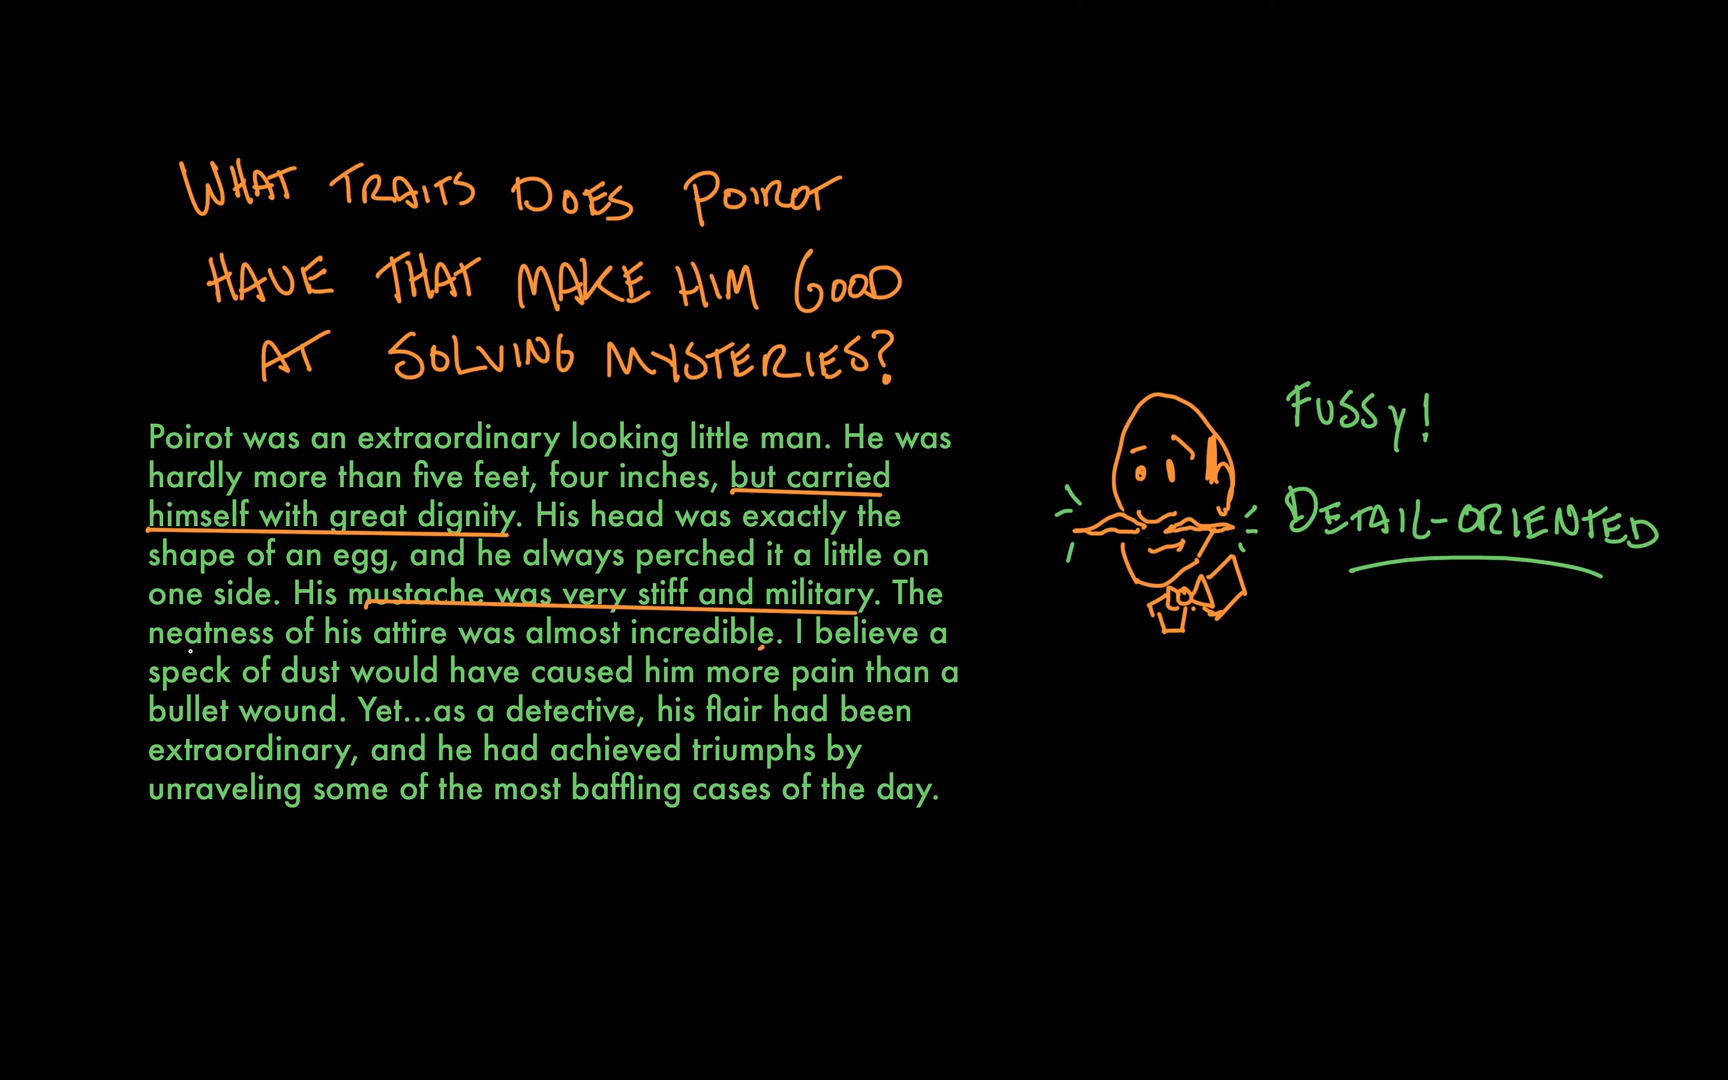 WHAT TRAITS DOES POIROT
HAVE THAT MAKE HIM GOOD
AT SOLVING MYSTERIES?
Poirot was an extraordinary looking little man. He was
hardly more than five feet, four inches, but carried
himself with great dignity. His head was exactly the
shape of an egg, and he always perched it a little on
one side. His mustache was very stiff and military. The
neatness of his attire was almost incredible. I believe a
speck of dust would have caused him more pain than a
bullet wound. Yet...as a detective, his flair had been
extraordinary, and he had achieved triumphs by
unraveling some of the most baffling cases of the day.
FUSSY!
DETAIL-ORIENTED